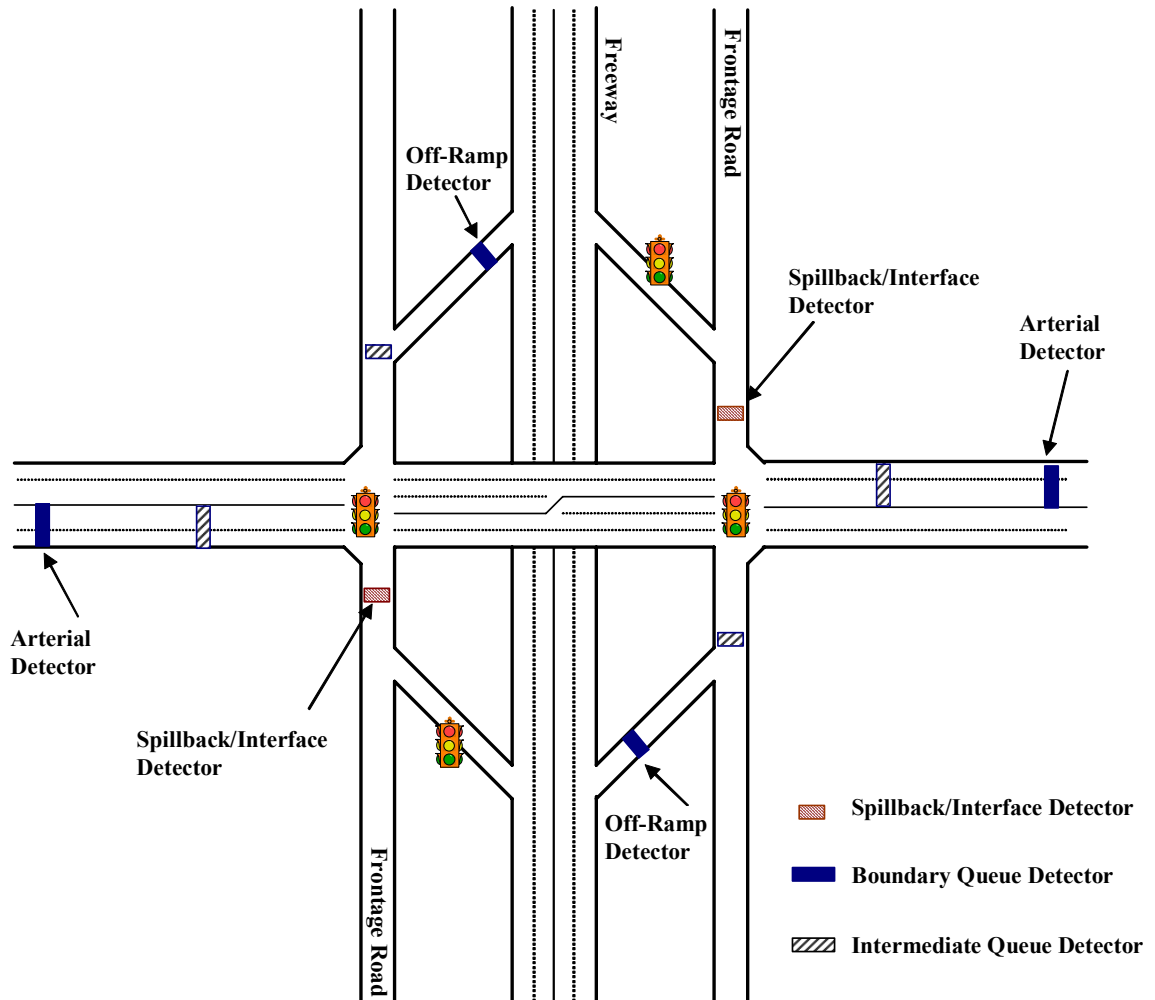 Freeway
Frontage Road
Off-Ramp
Detector
Spillback/Interface
Detector
Arterial
Detector
Arterial
Detector
Spillback/Interface
Detector
Off-Ramp
Detector
Frontage Road
Spillback/Interface Detector
Boundary Queue Detector
Intermediate Queue Detector